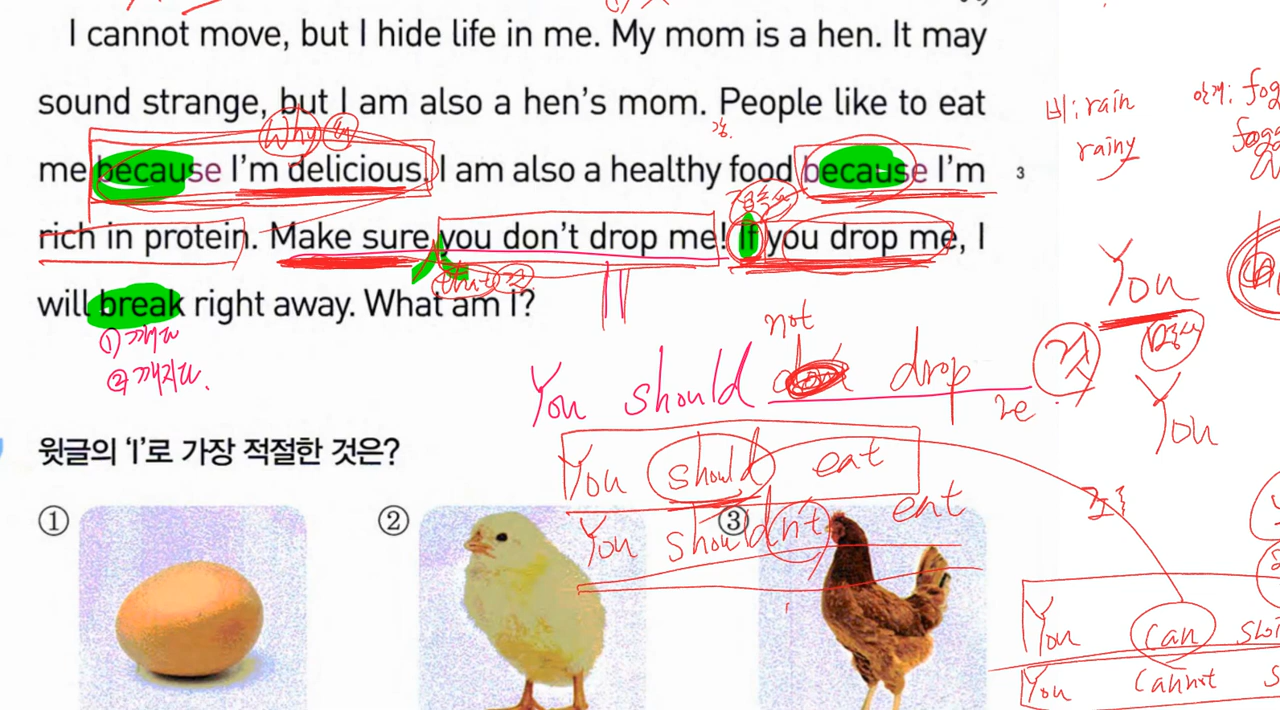 I cannot move, but I hide life in me. My mom is a hen. It may
sound strange, but I am also a hen's mom. People like to eat
Why
me because I'm delicious. I am also a healthy food because I'm
3
rich in protein. Make sure you don't drop me! If you drop me, I
that
will break right away. What am I?
① 깨다
② 깨지다.
비: rain
rainy
안개: fog
You
것
You
not
You should drop
You should eat
You shouldn't eat
윗글의 'I'로 가장 적절한 것은?
①
②
③
You can
You cannot